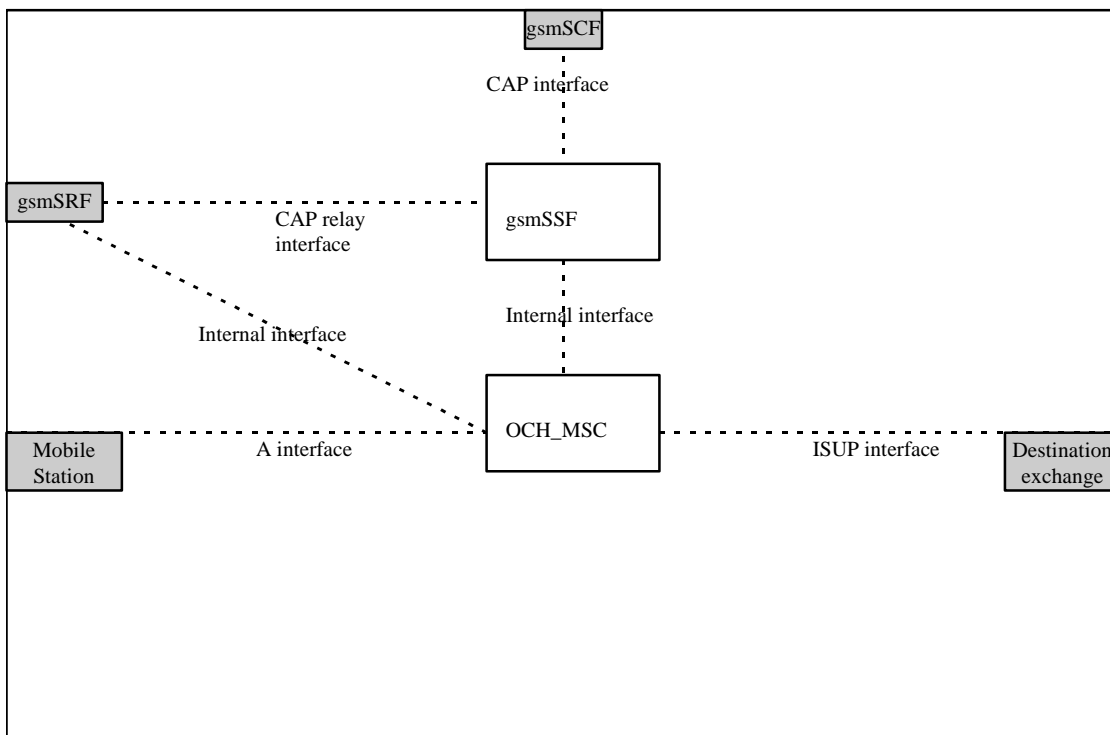 gsmSCF
CAP interface
gsmSRF
CAP relay
interface
gsmSSF
Internal interface
Internal interface
OCH_MSC
Mobile
Station
A interface
ISUP interface
Destination
exchange